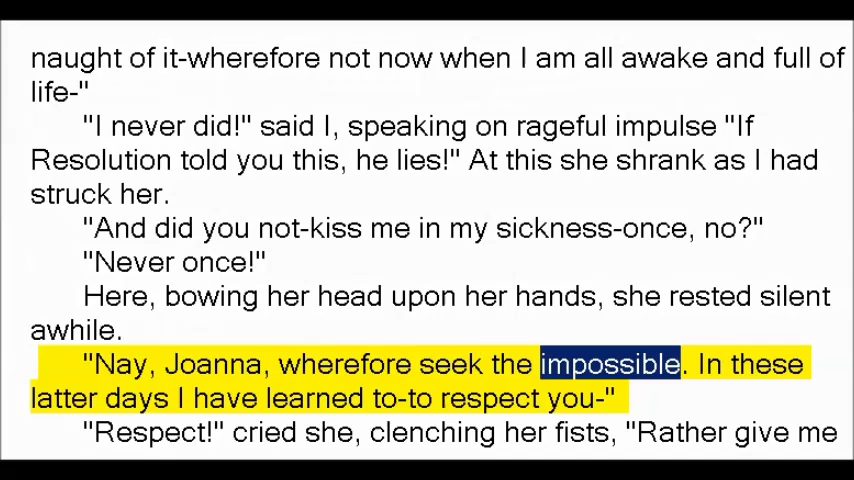 naught of it-wherefore not now when I am all awake and full of
life-"
"I never did!" said I, speaking on rageful impulse "If
Resolution told you this, he lies!" At this she shrank as I had
struck her.
"And did you not-kiss me in my sickness-once, no?"
"Never once!"
Here, bowing her head upon her hands, she rested silent
awhile.
"Nay, Joanna, wherefore seek the impossible. In these
latter days I have learned to-to respect you-"
"Respect!" cried she, clenching her fists, "Rather give me